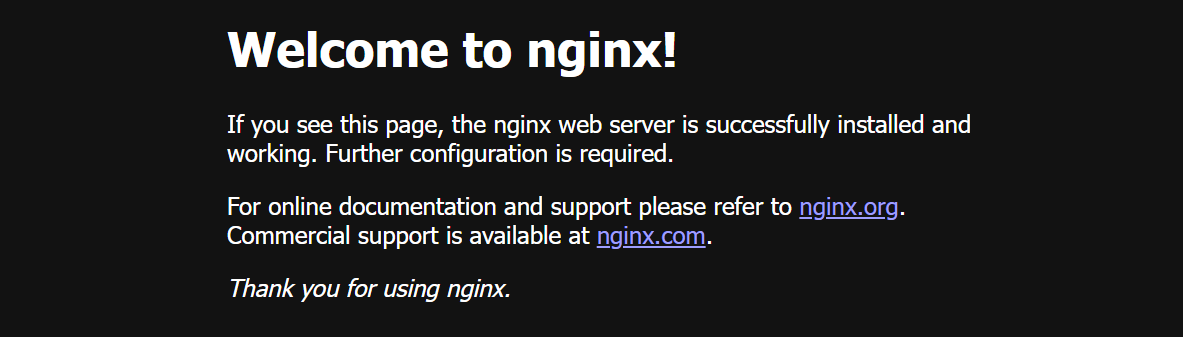 Welcome to nginx!
If you see this page, the nginx web server is successfully installed and
working. Further configuration is required.
For online documentation and support please refer to nginx.org.
Commercial support is available at nginx.com.
Thank you for using nginx.